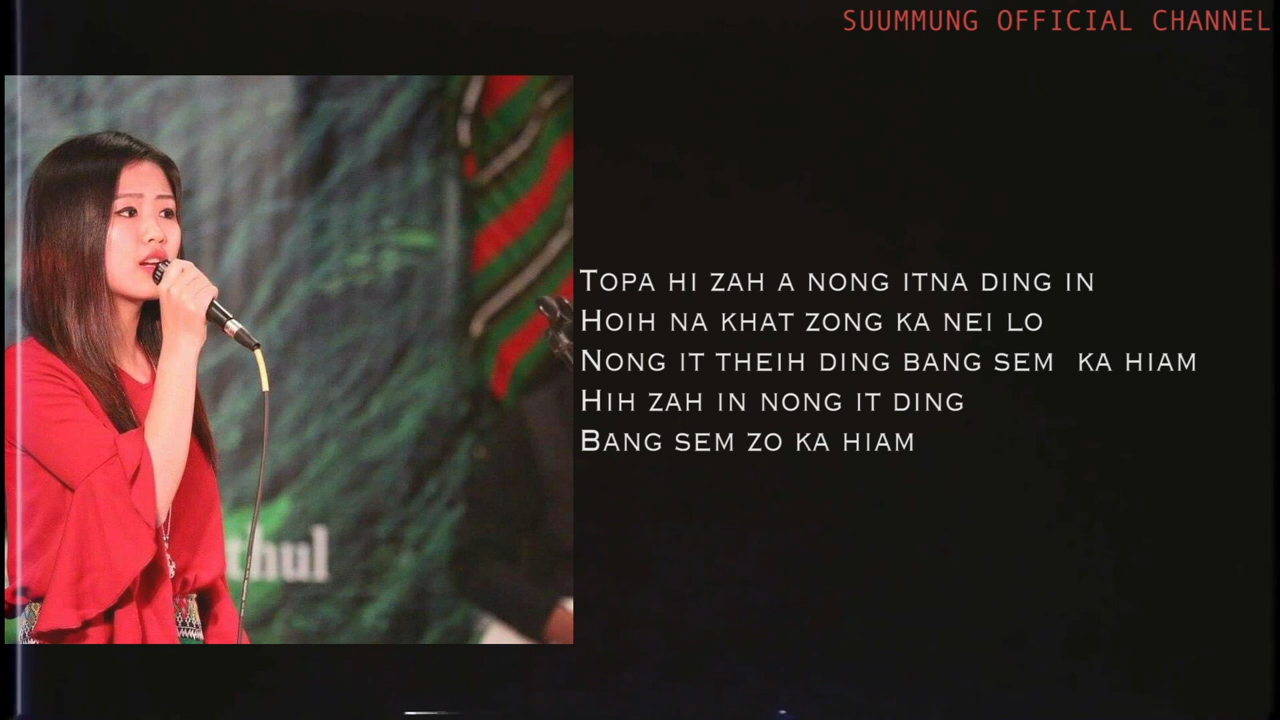 SUUMMUNG OFFICIAL CHANNEL
TOPA HI ZAH A NONG ITNA DING IN
HOIH NA KHAT ZONG KA NEI LO
NONG IT THEIH DING BANG SEM KA HIAM
HIH ZAH IN NONG IT DING
BANG SEM ZO KA HIAM
thul